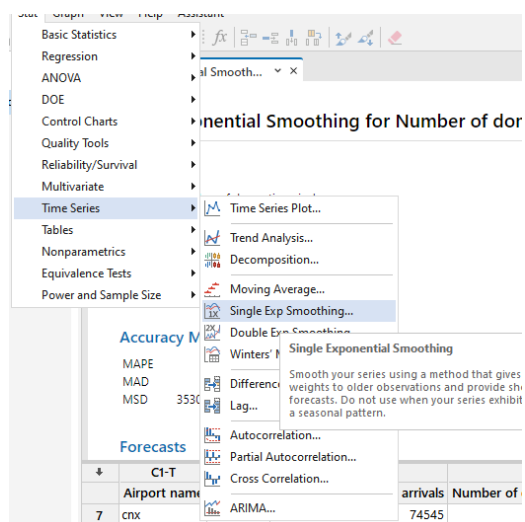 Stat Graph View Help Assistant
Basic Statistics
Regression
ANOVA
DOE
Control Charts
Quality Tools
Reliability/Survival
Multivariate
Time Series
Tables
Nonparametrics
Equivalence Tests
Power and Sample Size
fx
al Smooth...
nential Smoothing for Number of dom
Time Series Plot...
Trend Analysis...
Decomposition...
Moving Average...
Single Exp Smoothing...
Double Exp Smoothing
Winters' M
Difference
Lag...
Autocorrelation...
Partial Autocorrelation...
Cross Correlation...
ARIMA...
Single Exponential Smoothing
Smooth your series using a method that gives
weights to older observations and provide sho
forecasts. Do not use when your series exhibit
a seasonal pattern.
Accuracy M
MAPE
MAD
MSD 3530
Forecasts
C1-T
Airport name arrivals Number of
7 cnx 74545